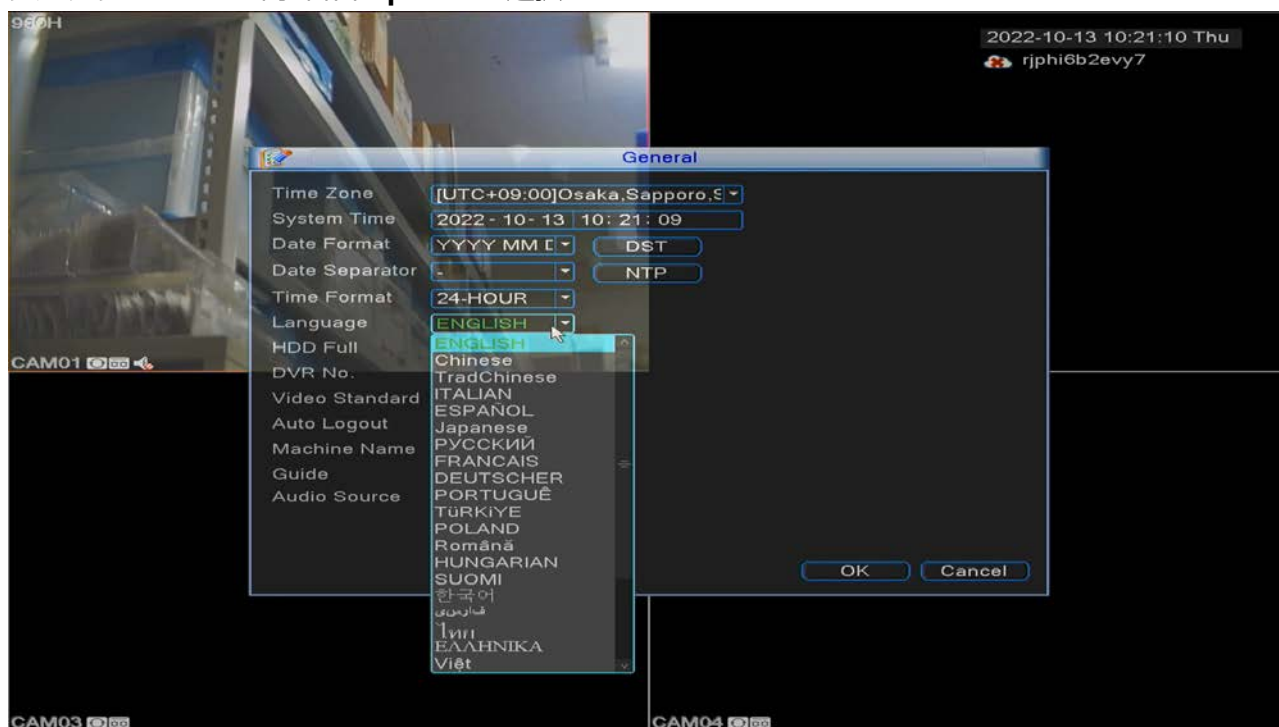 960H
2022-10-13 10:21:10 Thu
rjphi6b2evy7
General
Time Zone [UTC+09:00]Osaka,Sapporo,S
System Time 2022- 10- 13 10: 21: 09
Date Format YYYY MM D DST
Date Separator - NTP
Time Format 24-HOUR
Language ENGLISH
HDD Full
DVR No.
Video Standard
Auto Logout
Machine Name
Guide
Audio Source
ENGLISH
Chinese
TradChinese
ITALIAN
ESPAÑOL
Japanese
РУССКИЙ
FRANCAIS
DEUTSCHER
PORTUGUÊ
TüRKiYE
POLAND
Română
HUNGARIAN
SUOMI
한국어
فارسی
ไทย
ΕΛΛΗΝΙΚΑ
Việt
OK Cancel
CAM01
CAM03
CAM04